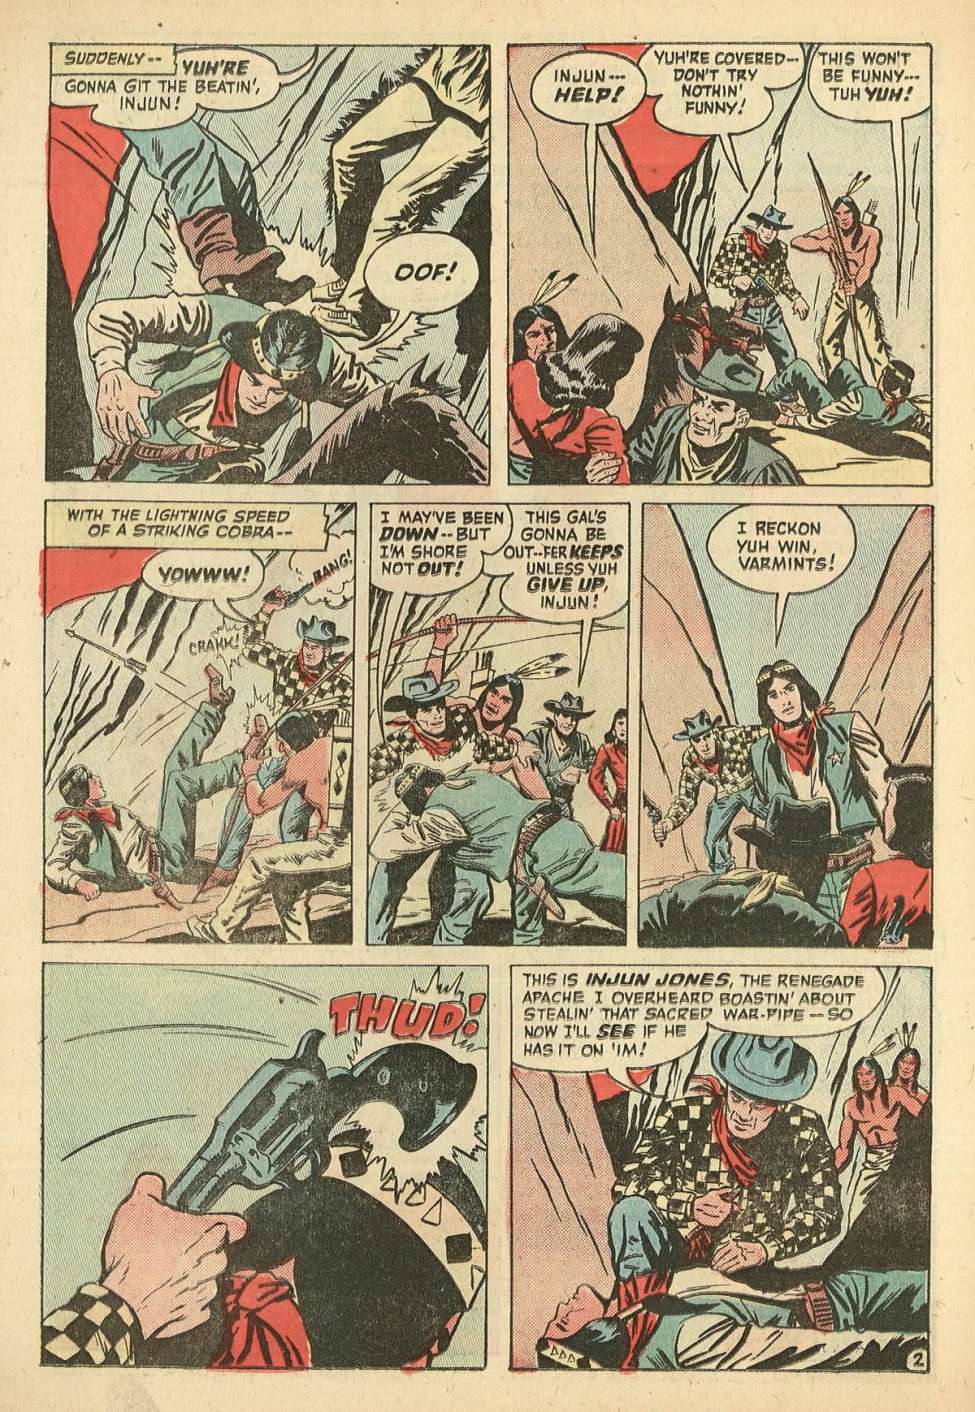 SUDDENLY--
YUH'RE
GONNA GIT THE BEATIN',
INJUN!
OOF!
INJUN---
HELP!
YUH'RE COVERED--
DON'T TRY
NOTHIN'
FUNNY!
THIS WON'T
BE FUNNY---
TUH YUH!
WITH THE LIGHTNING SPEED
OF A STRIKING COBRA--
YOWWW!
BANG!
CRAKK!
I MAY'VE BEEN
DOWN--BUT
I'M SHORE
NOT OUT!
THIS GAL'S
GONNA BE
OUT--FER KEEPS
UNLESS YUH
GIVE UP,
INJUN!
I RECKON
YUH WIN,
VARMINTS!
THUD!
THIS IS INJUN JONES, THE RENEGADE
APACHE I OVERHEARD BOASTIN' ABOUT
STEALIN' THAT SACRED WAR-PIPE--SO
NOW I'LL SEE IF HE
HAS IT ON 'IM!
2